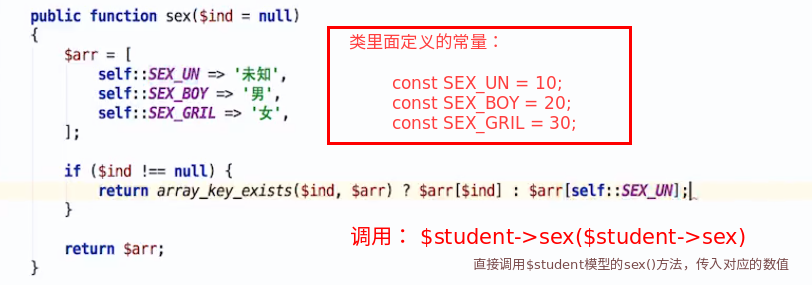 public function sex($ind = null)
{
$arr = [
self::SEX_UN => '未知',
self::SEX_BOY => '男',
self::SEX_GRIL => '女',
];
if ($ind !== null) {
return array_key_exists($ind, $arr) ? $arr[$ind] : $arr[self::SEX_UN];
}
return $arr;
}
类里面定义的常量：
const SEX_UN = 10;
const SEX_BOY = 20;
const SEX_GRIL = 30;
调用： $student->sex($student->sex)
直接调用$student模型的sex()方法，传入对应的数值